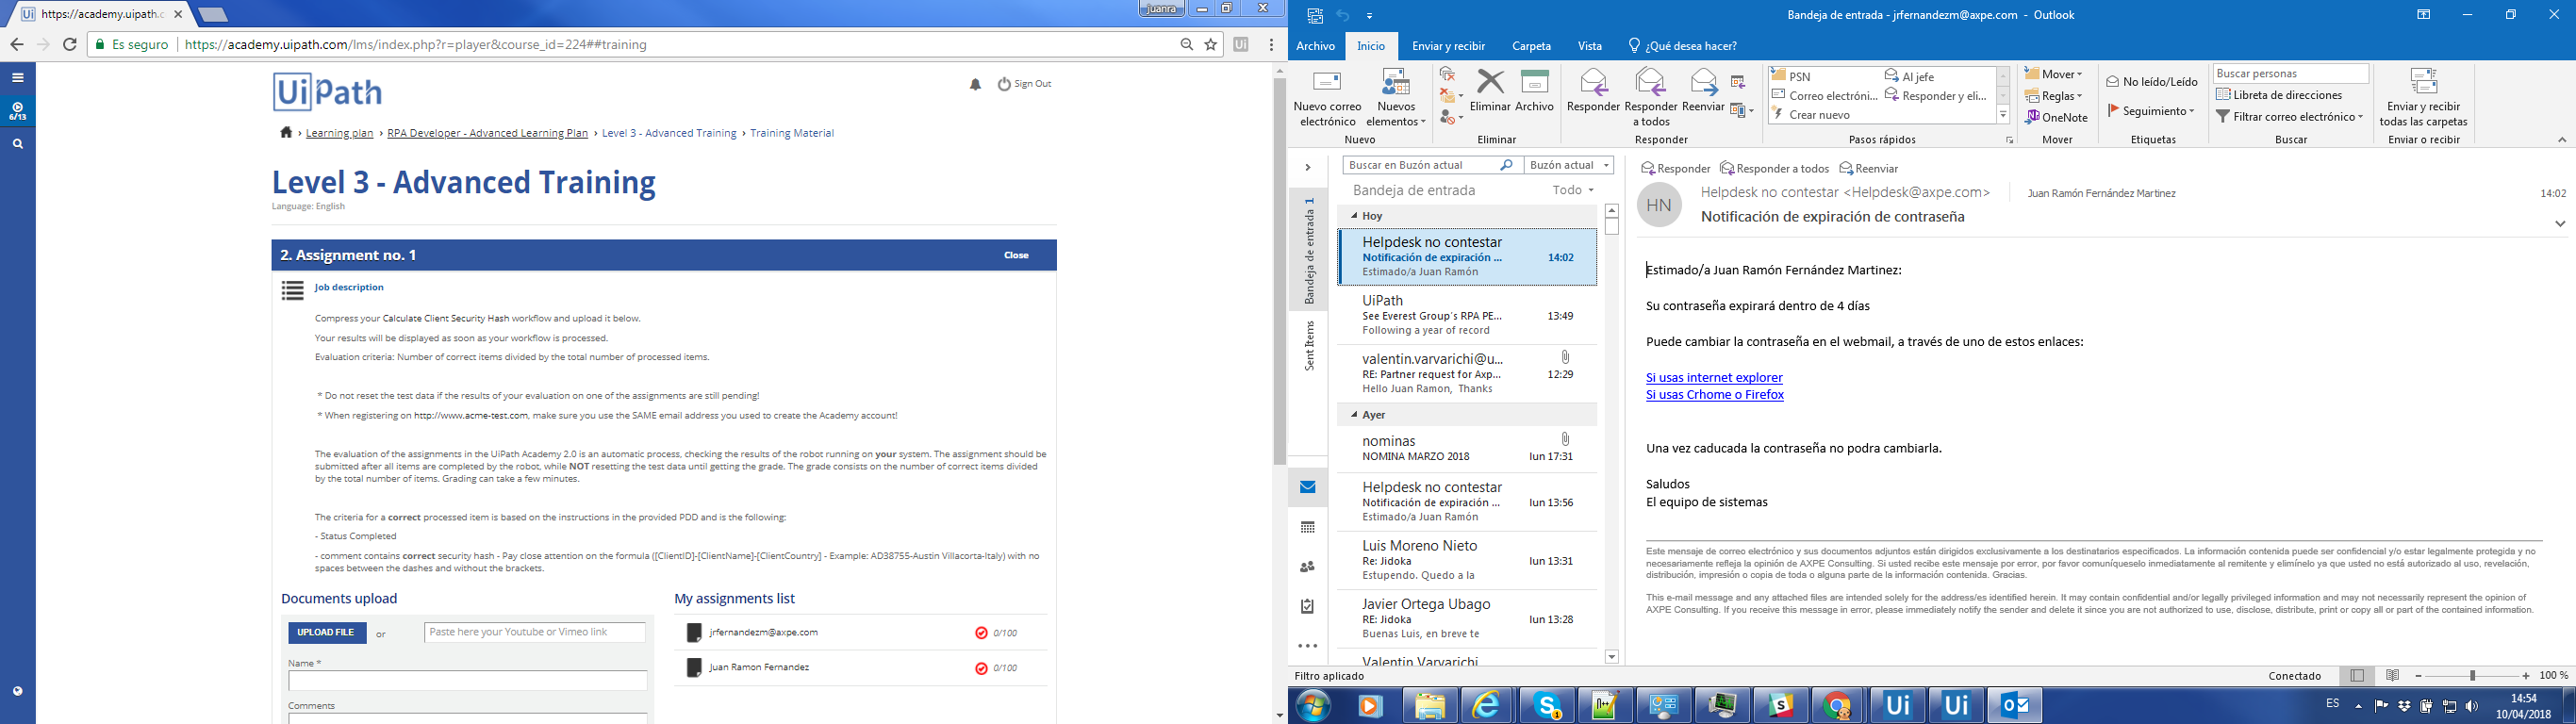 https://academy.uipath.c
juanra
Es seguro
https://academy.uipath.com/lms/index.php?r=player&course_id=224##training
6/13
UiPath
Sign Out
› Learning plan › RPA Developer - Advanced Learning Plan › Level 3 - Advanced Training › Training Material
Level 3 - Advanced Training
Language: English
2. Assignment no. 1
Close
Job description
Compress your Calculate Client Security Hash workflow and upload it below.
Your results will be displayed as soon as your workflow is processed.
Evaluation criteria: Number of correct items divided by the total number of processed items.
* Do not reset the test data if the results of your evaluation on one of the assignments are still pending!
* When registering on http://www.acme-test.com, make sure you use the SAME email address you used to create the Academy account!
The evaluation of the assignments in the UiPath Academy 2.0 is an automatic process, checking the results of the robot running on your system. The assignment should be
submitted after all items are completed by the robot, while NOT resetting the test data until getting the grade. The grade consists on the number of correct items divided
by the total number of items. Grading can take a few minutes.
The criteria for a correct processed item is based on the instructions in the provided PDD and is the following:
- Status Completed
- comment contains correct security hash - Pay close attention on the formula ([ClientID]-[ClientName]-[ClientCountry] - Example: AD38755-Austin Villacorta-Italy) with no
spaces between the dashes and without the brackets.
Documents upload
UPLOAD FILE
or
Paste here your Youtube or Vimeo link
Name *
Comments
My assignments list
jrfernandezm@axpe.com
0/100
Juan Ramon Fernandez
0/100
Bandeja de entrada - jrfernandezm@axpe.com - Outlook
Archivo
Inicio
Enviar y recibir
Carpeta
Vista
¿Qué desea hacer?
Nuevo correo
electrónico
Nuevos
elementos
Nuevo
Eliminar
Archivo
Eliminar
Responder
Responder
a todos
Reenviar
Responder
PSN
Correo electróni...
Crear nuevo
Al jefe
Responder y eli...
Pasos rápidos
Mover
Reglas
OneNote
Mover
No leído/Leído
Seguimiento
Etiquetas
Buscar personas
Libreta de direcciones
Filtrar correo electrónico
Buscar
Enviar y recibir
todas las carpetas
Enviar o recibir
Bandeja de entrada 1
Sent Items
Buscar en Buzón actual
Buzón actual
Bandeja de entrada
Todo
Hoy
Helpdesk no contestar
Notificación de expiración ...
14:02
Estimado/a Juan Ramón
UiPath
See Everest Group´s RPA PE...
13:49
Following a year of record
valentin.varvarichi@u...
RE: Partner request for Axp...
12:29
Hello Juan Ramon, Thanks
Ayer
nominas
NOMINA MARZO 2018
lun 17:31
Helpdesk no contestar
Notificación de expiración ...
lun 13:56
Estimado/a Juan Ramón
Luis Moreno Nieto
Re: Jidoka
lun 13:31
Estupendo. Quedo a la
Javier Ortega Ubago
RE: Jidoka
lun 13:28
Buenas Luis, en breve te
Valentin Varvarichi
Responder
Responder a todos
Reenviar
HN
Helpdesk no contestar <Helpdesk@axpe.com>
Juan Ramón Fernández Martinez
14:02
Notificación de expiración de contraseña
Estimado/a Juan Ramón Fernández Martinez:
Su contraseña expirará dentro de 4 días
Puede cambiar la contraseña en el webmail, a través de uno de estos enlaces:
Si usas internet explorer
Si usas Crhome o Firefox
Una vez caducada la contraseña no podra cambiarla.
Saludos
El equipo de sistemas
Este mensaje de correo electrónico y sus documentos adjuntos están dirigidos exclusivamente a los destinatarios especificados. La información contenida puede ser confidencial y/o estar legalmente protegida y no
necesariamente refleja la opinión de AXPE Consulting. Si usted recibe este mensaje por error, por favor comuníqueselo inmediatamente al remitente y elimínelo ya que usted no está autorizado al uso, revelación,
distribución, impresión o copia de toda o alguna parte de la información contenida. Gracias.
This e-mail message and any attached files are intended solely for the address/es identified herein. It may contain confidential and/or legally privileged information and may not necessarily represent the opinion of
AXPE Consulting. If you receive this message in error, please immediately notify the sender and delete it since you are not authorized to use, disclose, distribute, print or copy all or part of the contained information.
Filtro aplicado
Conectado
100 %
ES
14:54
10/04/2018